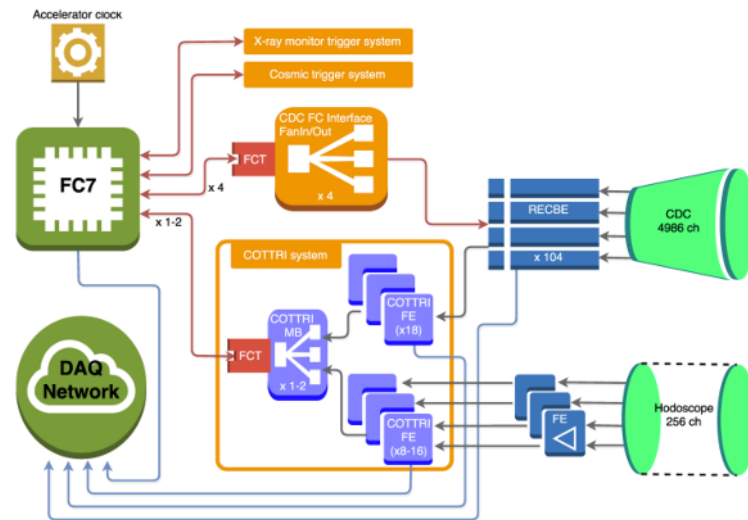 Accelerator clock
X-ray monitor trigger system
Cosmic trigger system
CDC FC Interface
FanIn/Out
FCT
x 4
FC7
x 4
x 1-2
RECBE
x 104
CDC
4986 ch
COTTRI system
COTTRI
FE
(x18)
COTTRI
MB
FCT
x 1-2
DAQ
Network
COTTRI
FE
(x8-16)
FE
Hodoscope
256 ch